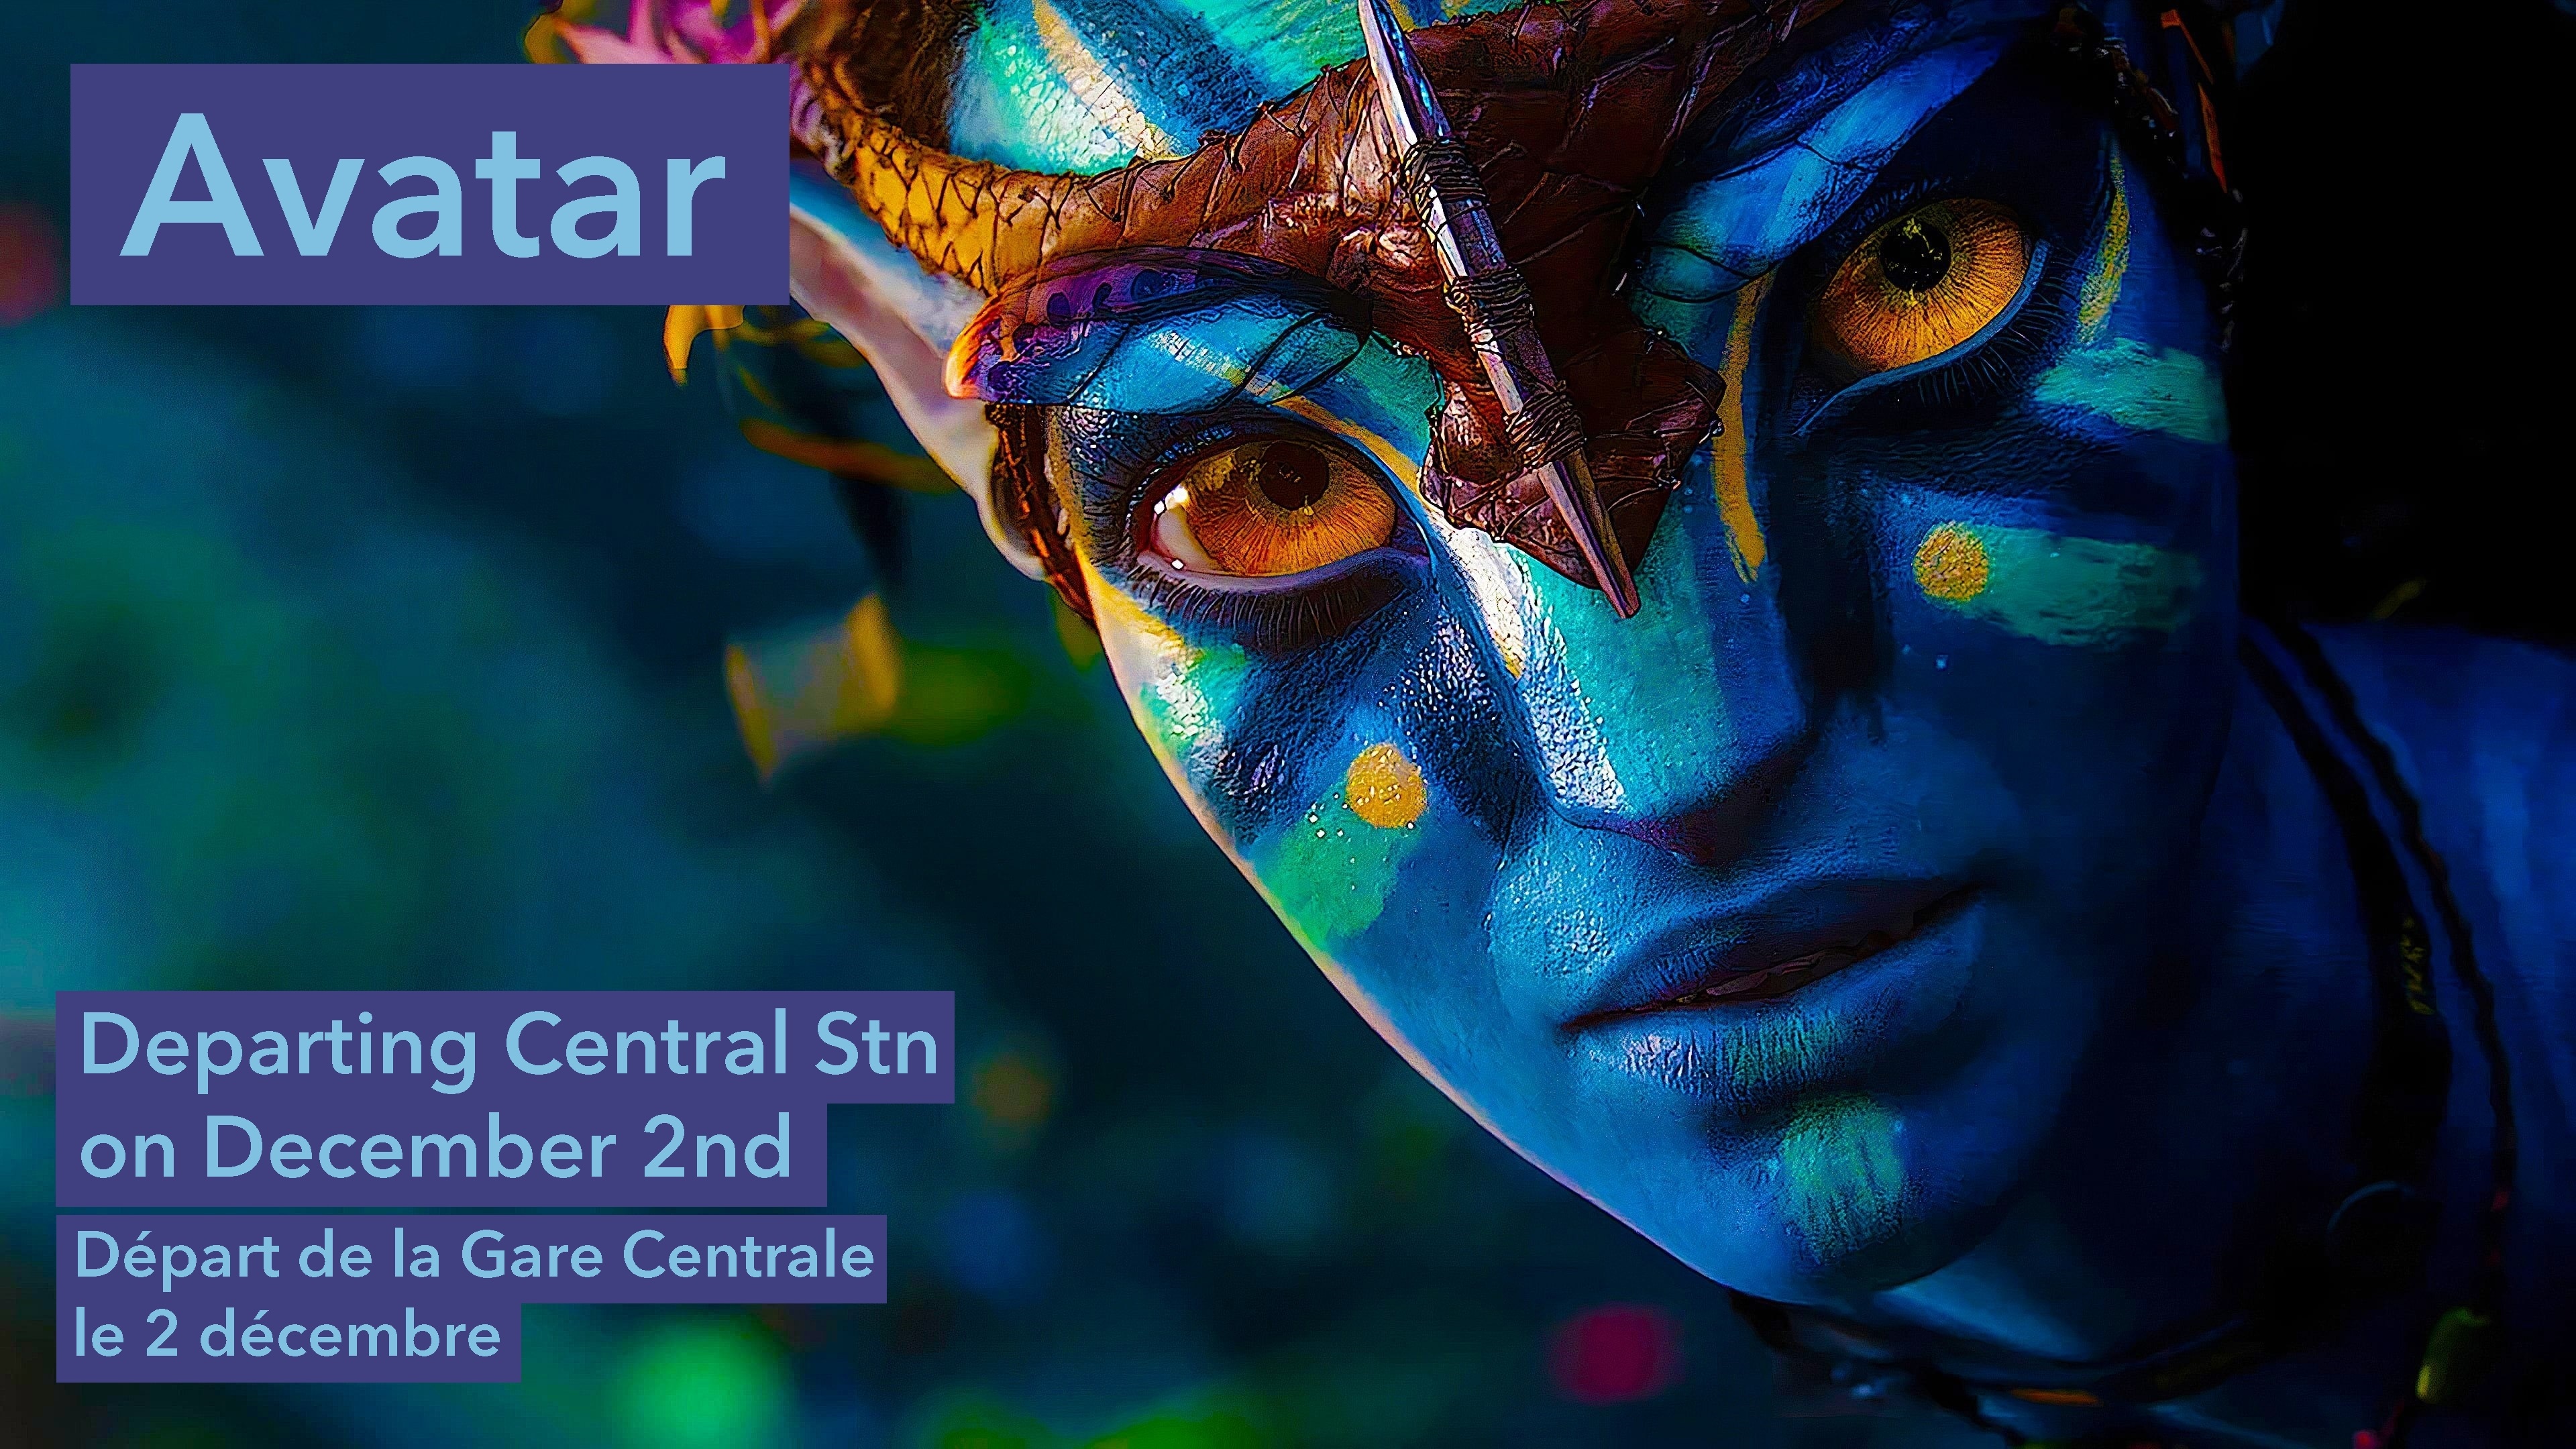 Avatar
Departing Central Stn
on December 2nd
Départ de la Gare Centrale
le 2 décembre